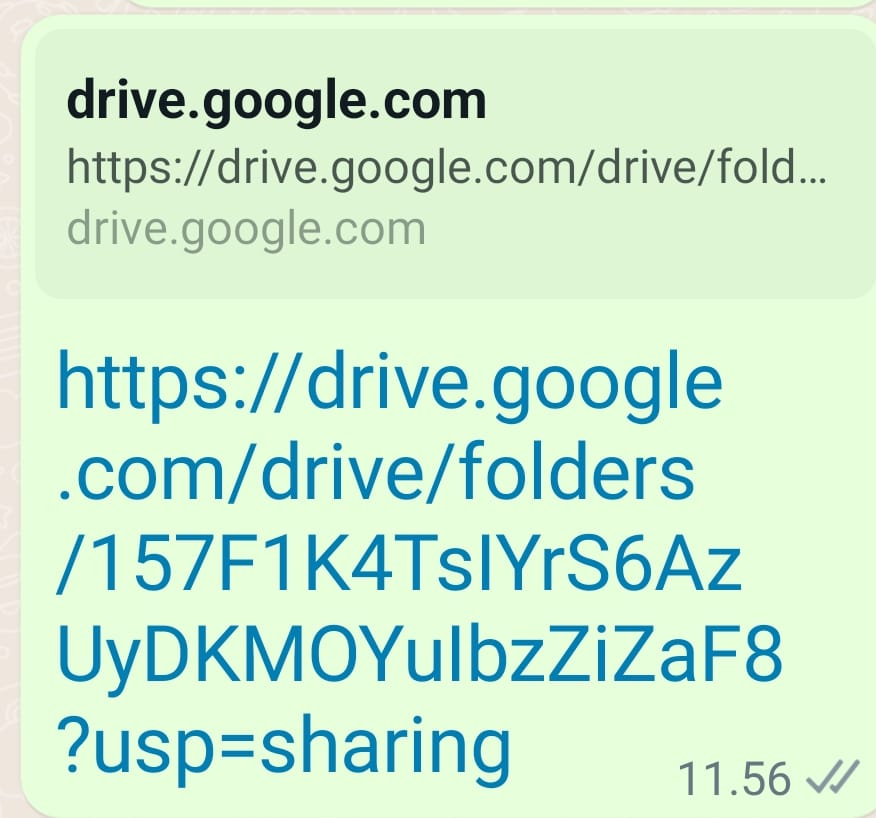 drive.google.com
https://drive.google.com/drive/fold...
drive.google.com
https://drive.google
.com/drive/folders
/157F1K4TsIYrS6Az
UyDKMOYuIbzZiZaF8
?usp=sharing
11.56